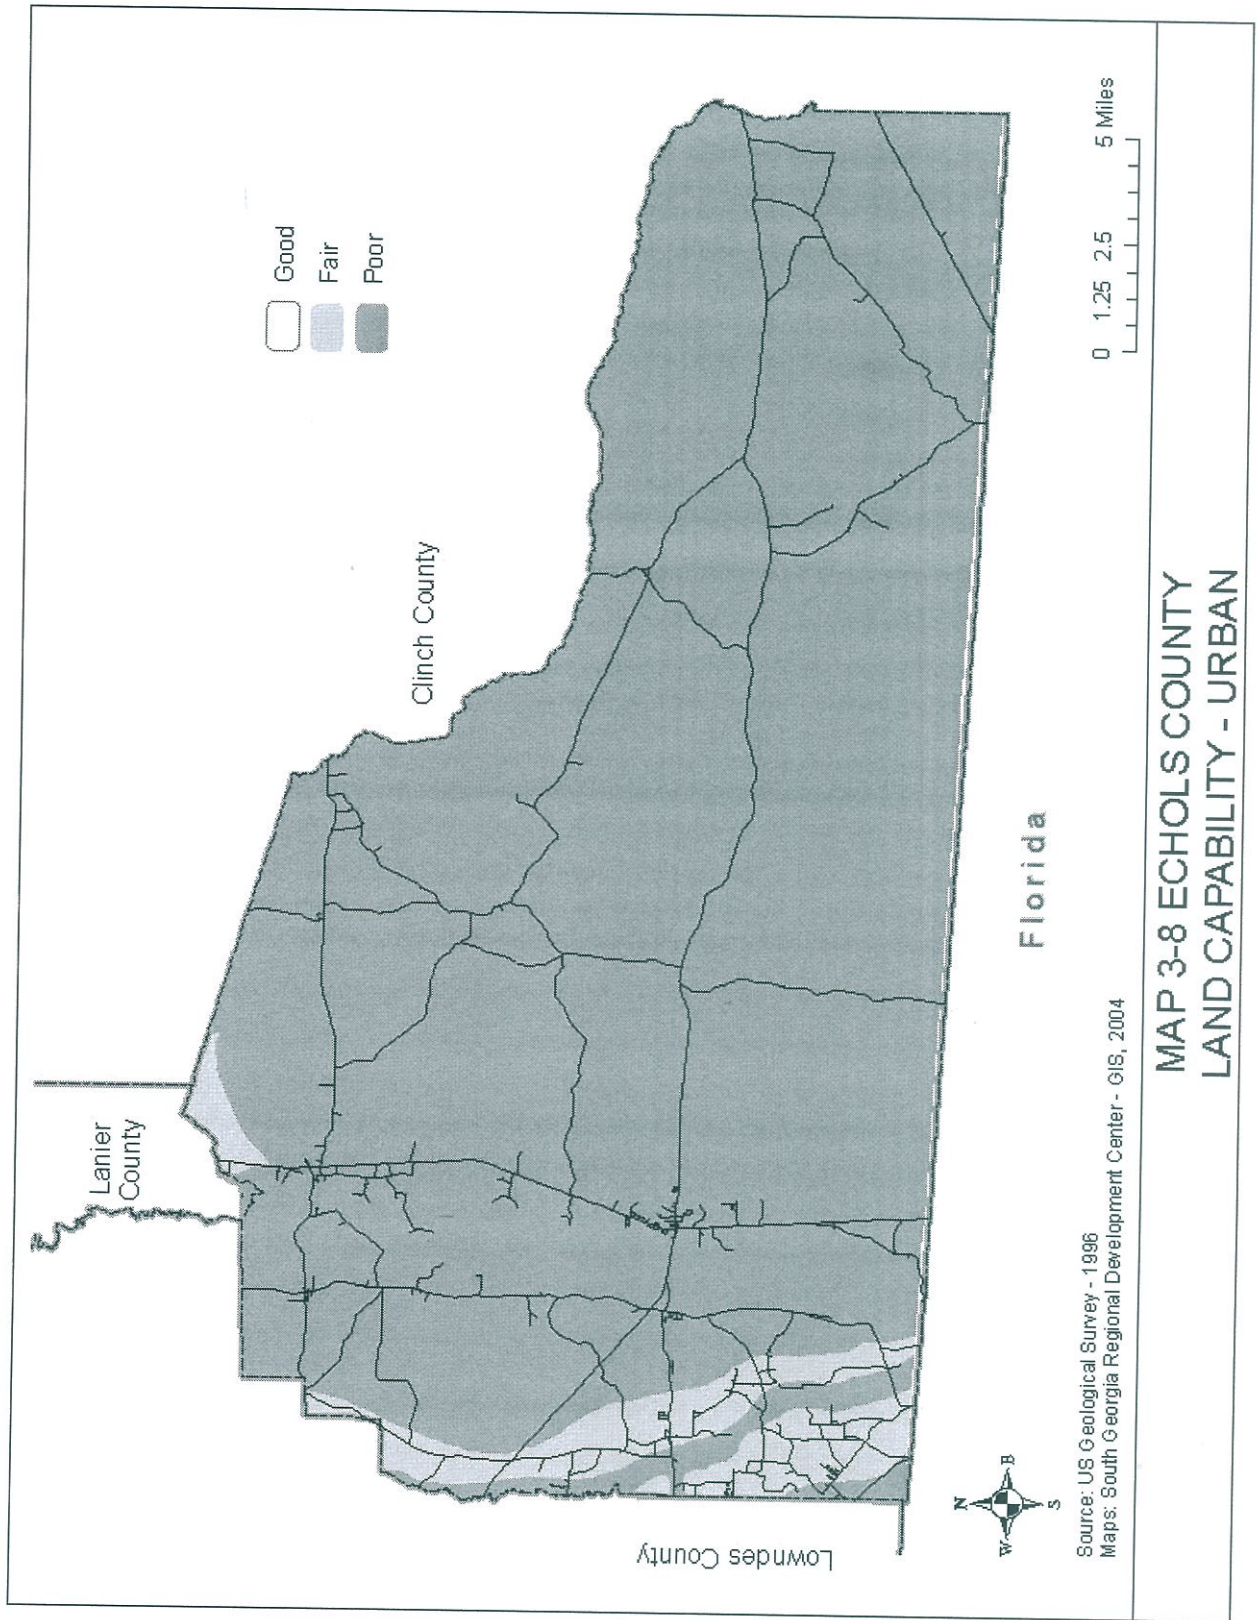 Lanier
County
Clinch County
Good
Fair
Poor
Lowndes County
Florida
N
W
E
S
0 1.25 2.5 5 Miles
Source: US Geological Survey - 1996
Maps: South Georgia Regional Development Center - GIS, 2004
MAP 3-8 ECHOLS COUNTY
LAND CAPABILITY - URBAN